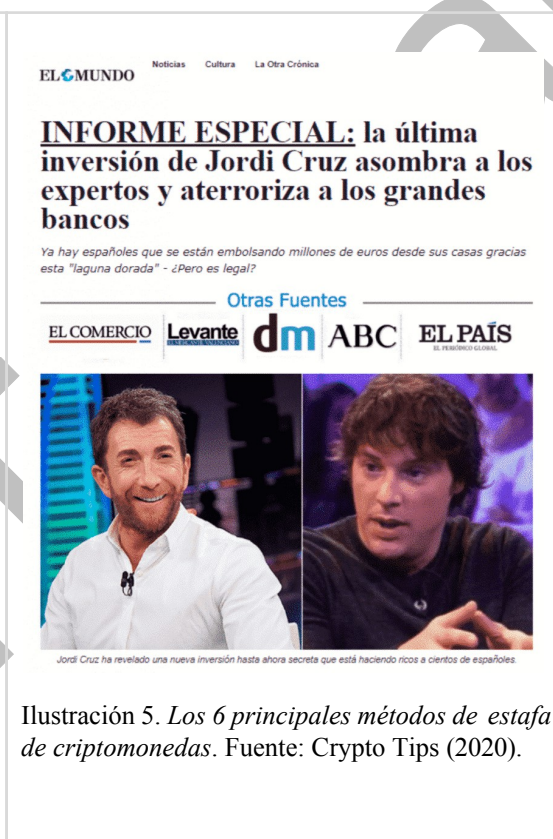 EL MUNDO
Noticias Cultura La Otra Crónica
INFORME ESPECIAL: la última
inversión de Jordi Cruz asombra a los
expertos y aterroriza a los grandes
bancos
Ya hay españoles que se están embolsando millones de euros desde sus casas gracias
esta "laguna dorada" - ¿Pero es legal?
Otras Fuentes
EL COMERCIO Levante dm ABC EL PAÍS
EL MERCANTIL VALENCIANO EL PERIÓDICO GLOBAL
Jordi Cruz ha revelado una nueva inversión hasta ahora secreta que está haciendo ricos a cientos de españoles.
Ilustración 5. Los 6 principales métodos de estafa
de criptomonedas. Fuente: Crypto Tips (2020).